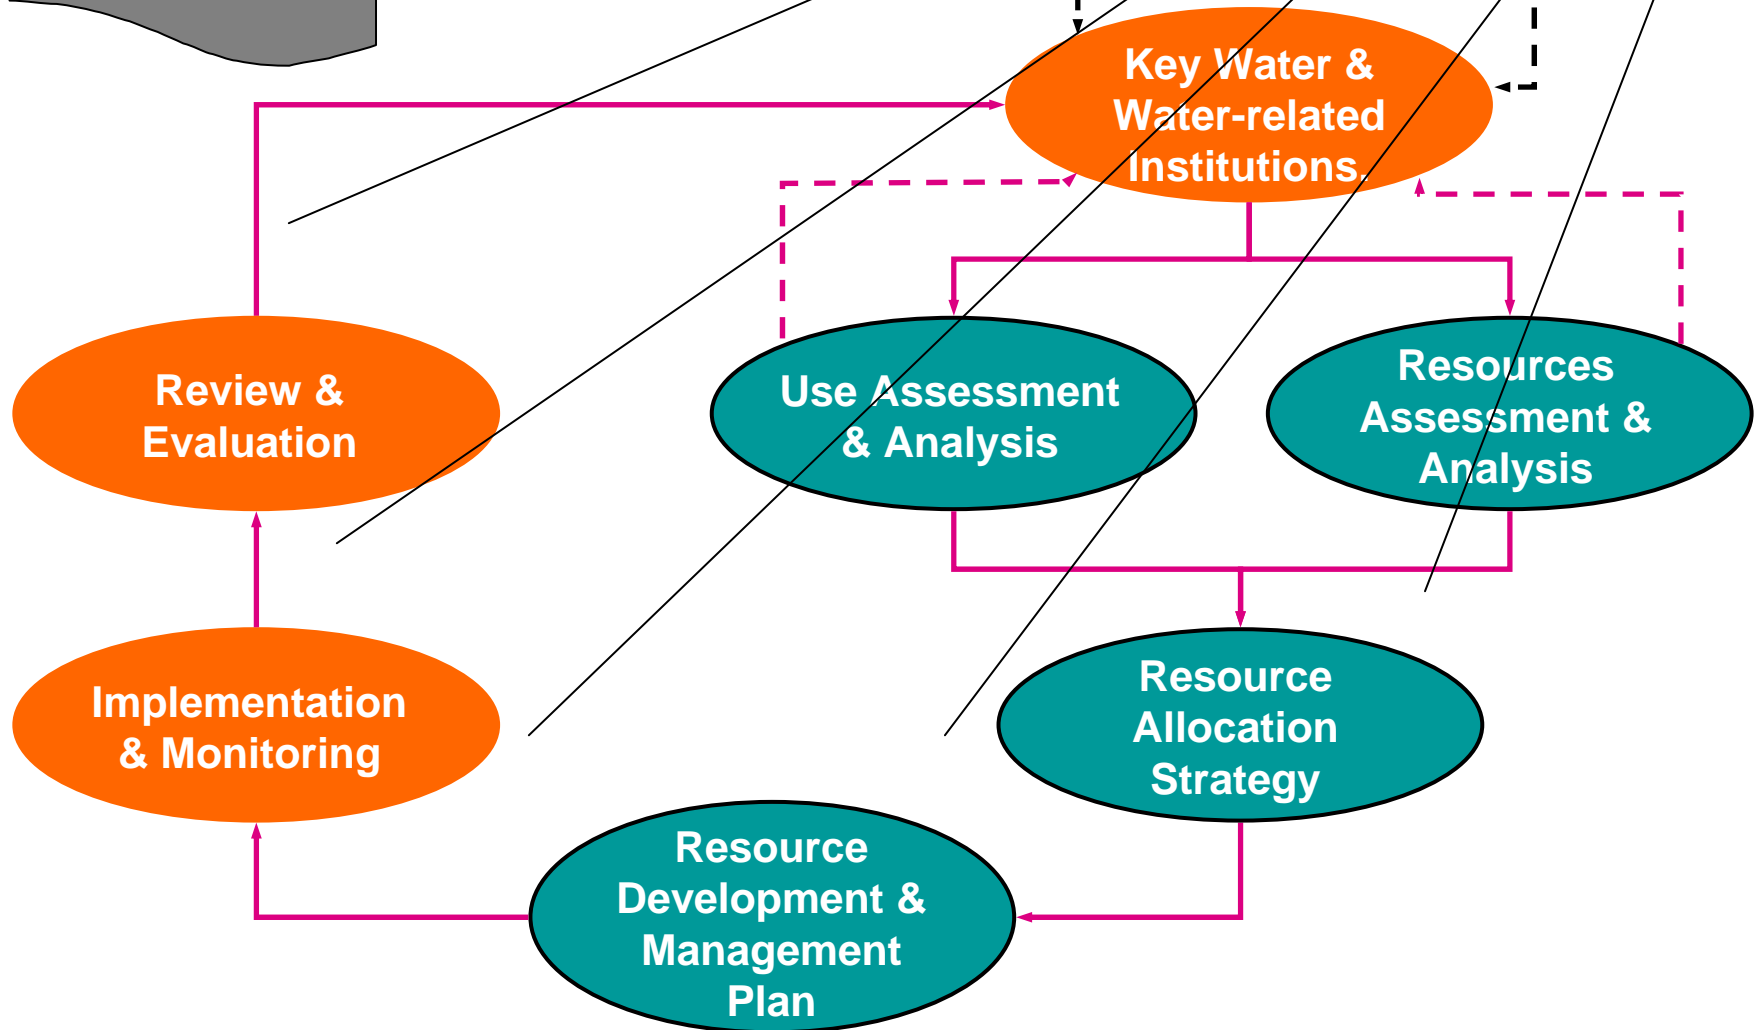 Key Water &
Water-related
Institutions.
Review &
Evaluation
Use Assessment
& Analysis
Resources
Assessment &
Analysis
Implementation
& Monitoring
Resource
Allocation
Strategy
Resource
Development &
Management
Plan